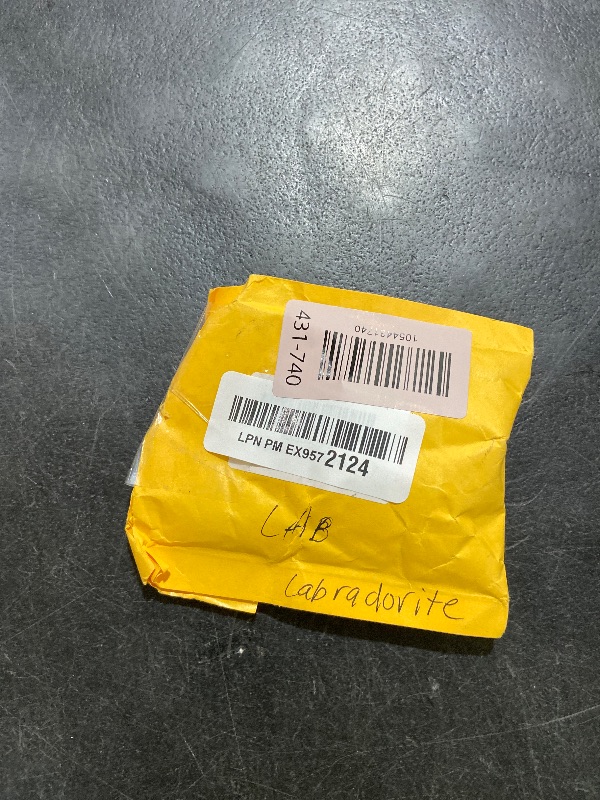 431-740
1054431740
LPN PM EX9572124
LAB
Labradorite